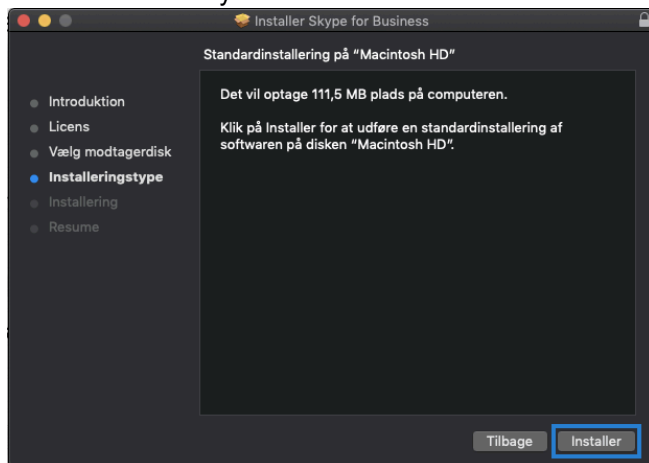 Installer Skype for Business
Standardinstallering på “Macintosh HD”
Introduktion
Licens
Vælg modtagerdisk
Installeringstype
Installering
Resume
Det vil optage 111,5 MB plads på computeren.
Klik på Installer for at udføre en standardinstallering af
softwaren på disken “Macintosh HD”.
Tilbage
Installer